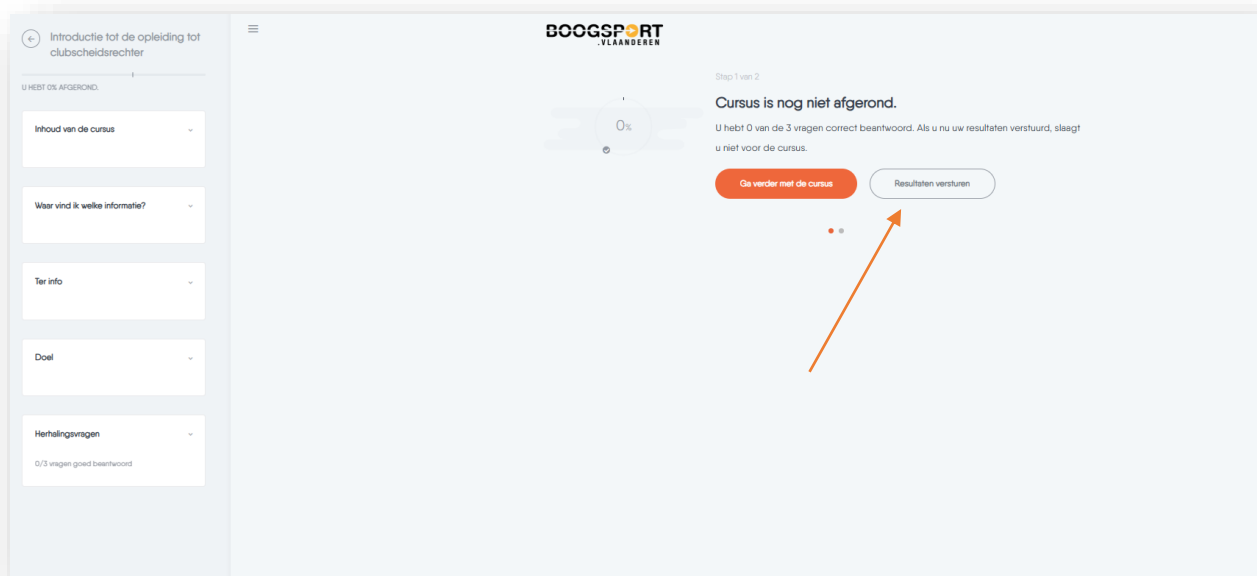 Introductie tot de opleiding tot
clubscheidsrechter
U HEBT 0% AFGEROND.
Inhoud van de cursus
Waar vind ik welke informatie?
Ter info
Doel
Herhalingsvragen
0/3 vragen goed beantwoord
BOOGSPORT
.VLAANDEREN
0%
Stap 1 van 2
Cursus is nog niet afgerond.
U hebt 0 van de 3 vragen correct beantwoord. Als u nu uw resultaten verstuurd, slaagt
u niet voor de cursus.
Ga verder met de cursus
Resultaten versturen